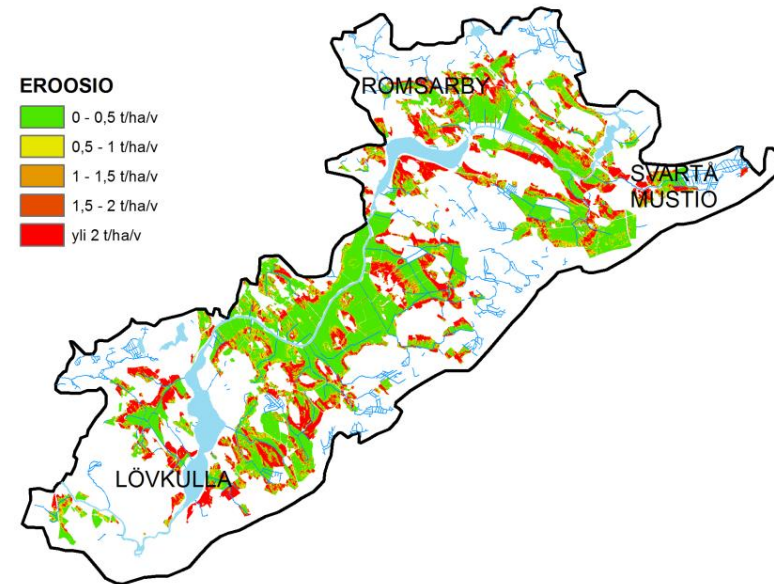 EROOSIO
0 - 0,5 t/ha/v
0,5 - 1 t/ha/v
1 - 1,5 t/ha/v
1,5 - 2 t/ha/v
yli 2 t/ha/v
ROMSARBY
SVARTÅ
MUSTIO
LÖVKULLA